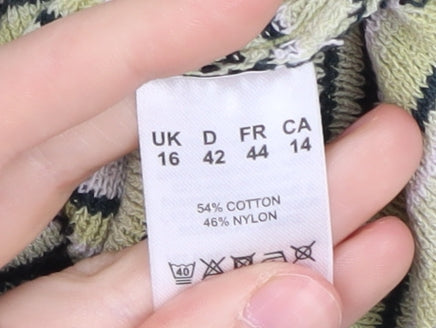 UK D FR CA
16 42 44 14
54% COTTON
46% NYLON
40